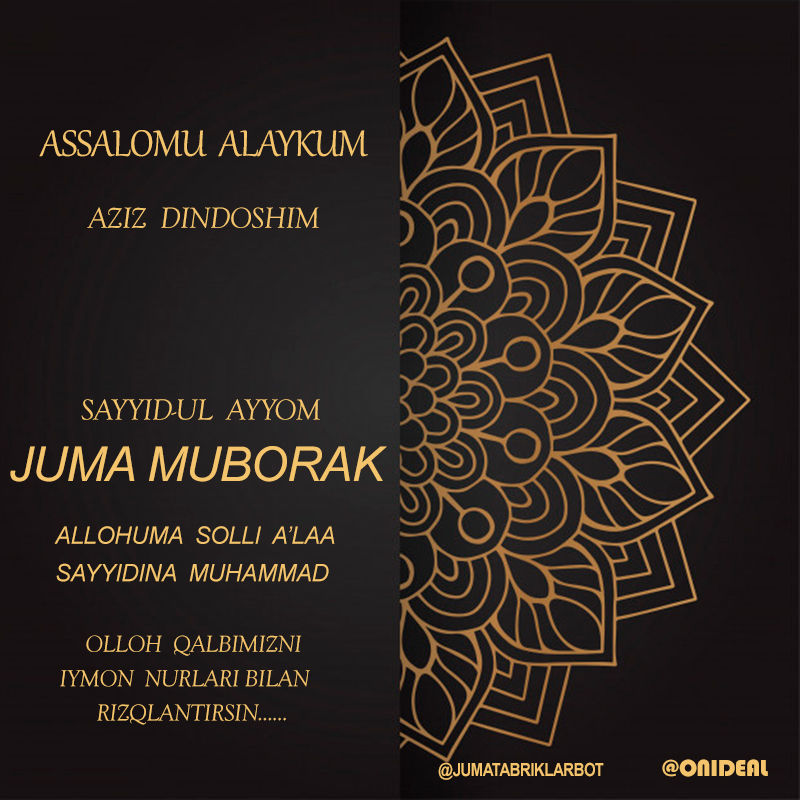 ASSALOMU ALAYKUM
AZIZ DINDOSHIM
SAYYID-UL AYYOM
JUMA MUBORAK
ALLOHUMA SOLLI A'LAA
SAYYIDINA MUHAMMAD
OLLOH QALBIMIZNI
IYMON NURLARI BILAN
RIZQLANTIRSIN......
@JUMATABRIKLARBOT
@ONIDEAL